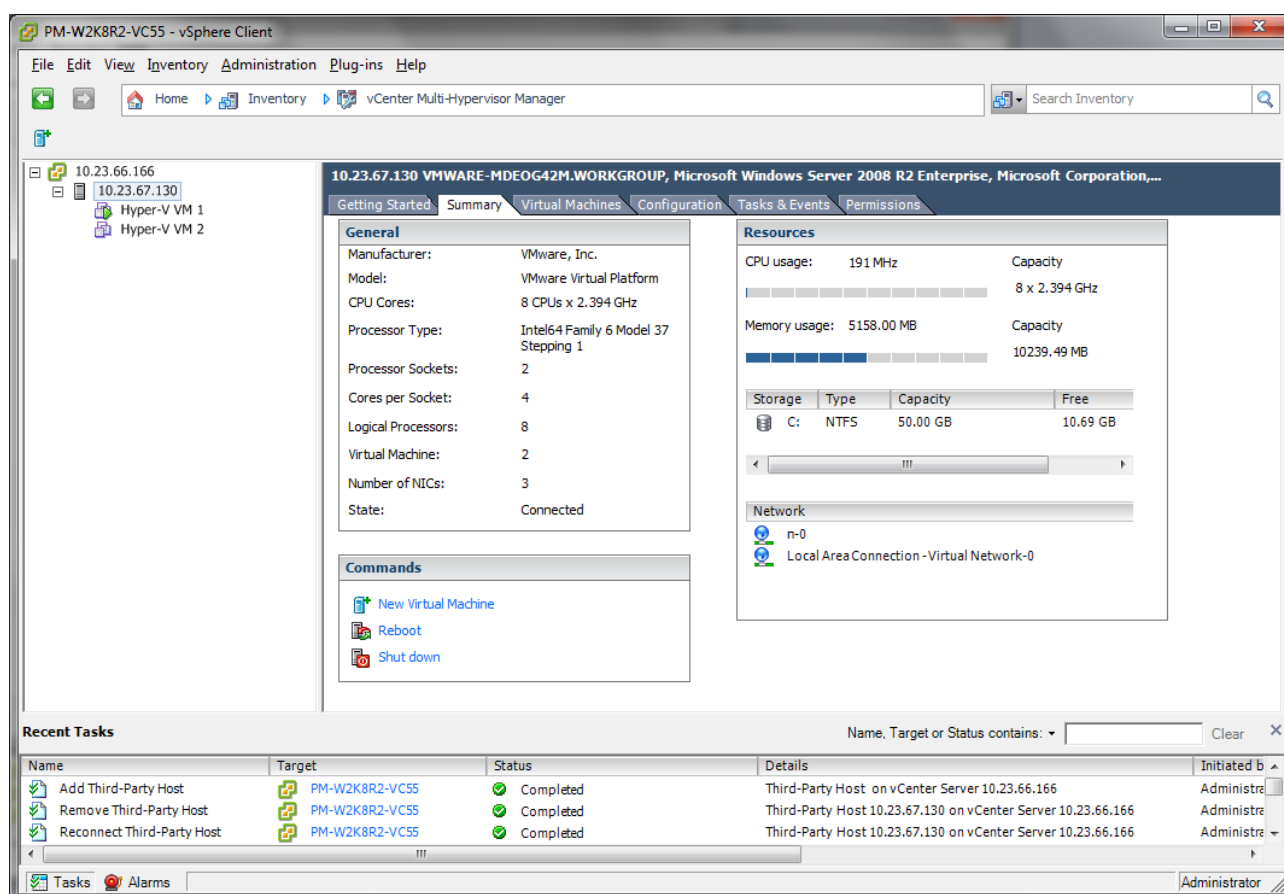 PM-W2K8R2-VC55 - vSphere Client
File Edit View Inventory Administration Plug-ins Help
Home Inventory vCenter Multi-Hypervisor Manager Search Inventory
10.23.66.166
10.23.67.130
Hyper-V VM 1
Hyper-V VM 2
10.23.67.130 VMWARE-MDEOG42M.WORKGROUP, Microsoft Windows Server 2008 R2 Enterprise, Microsoft Corporation,...
Getting Started Summary Virtual Machines Configuration Tasks & Events Permissions
General
Manufacturer: VMware, Inc.
Model: VMware Virtual Platform
CPU Cores: 8 CPUs x 2.394 GHz
Processor Type: Intel64 Family 6 Model 37
Stepping 1
Processor Sockets: 2
Cores per Socket: 4
Logical Processors: 8
Virtual Machine: 2
Number of NICs: 3
State: Connected
Commands
New Virtual Machine
Reboot
Shut down
Resources
CPU usage: 191 MHz Capacity
8 x 2.394 GHz
Memory usage: 5158.00 MB Capacity
10239.49 MB
Storage Type Capacity Free
C: NTFS 50.00 GB 10.69 GB
Network
n-0
Local Area Connection - Virtual Network-0
Recent Tasks Name, Target or Status contains: Clear
Name Target Status Details Initiated b
Add Third-Party Host PM-W2K8R2-VC55 Completed Third-Party Host on vCenter Server 10.23.66.166 Administra
Remove Third-Party Host PM-W2K8R2-VC55 Completed Third-Party Host 10.23.67.130 on vCenter Server 10.23.66.166 Administra
Reconnect Third-Party Host PM-W2K8R2-VC55 Completed Third-Party Host 10.23.67.130 on vCenter Server 10.23.66.166 Administra
Tasks Alarms Administrator